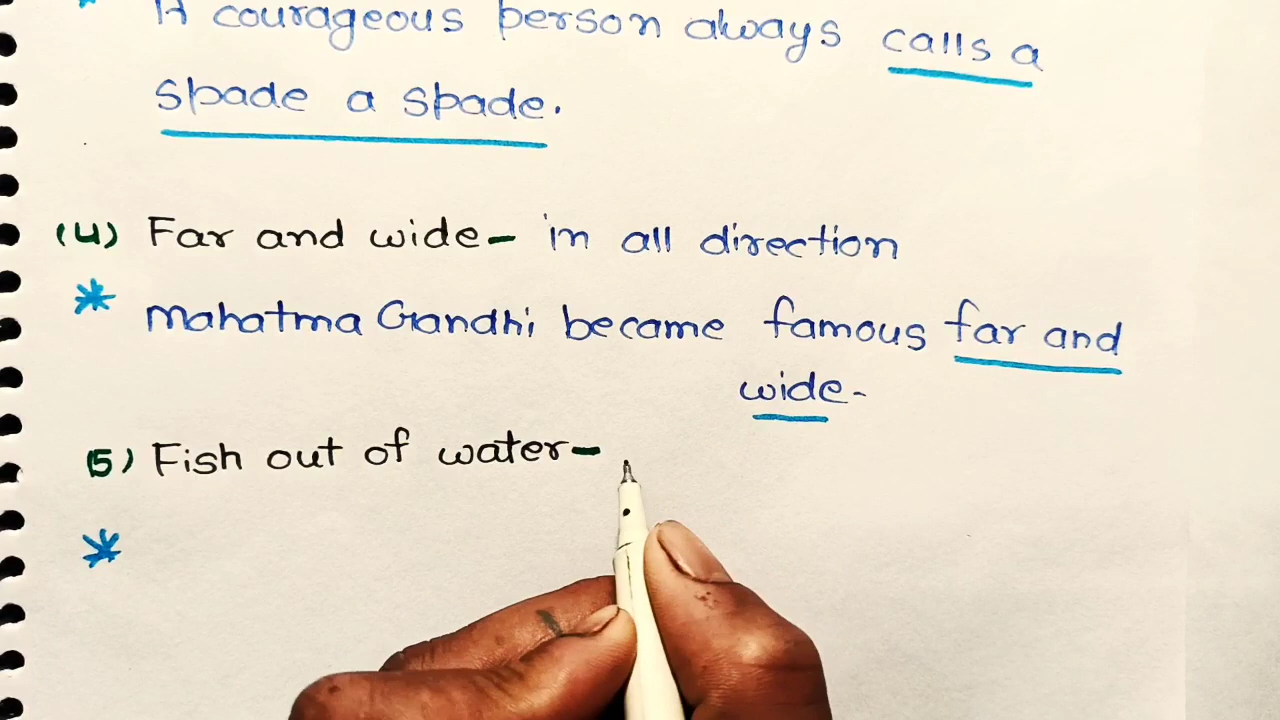 A courageous person always calls a
spade a spade.
(4) Far and wide- in all direction
* Mahatma Gandhi became famous far and
wide-
5) Fish out of water-
*